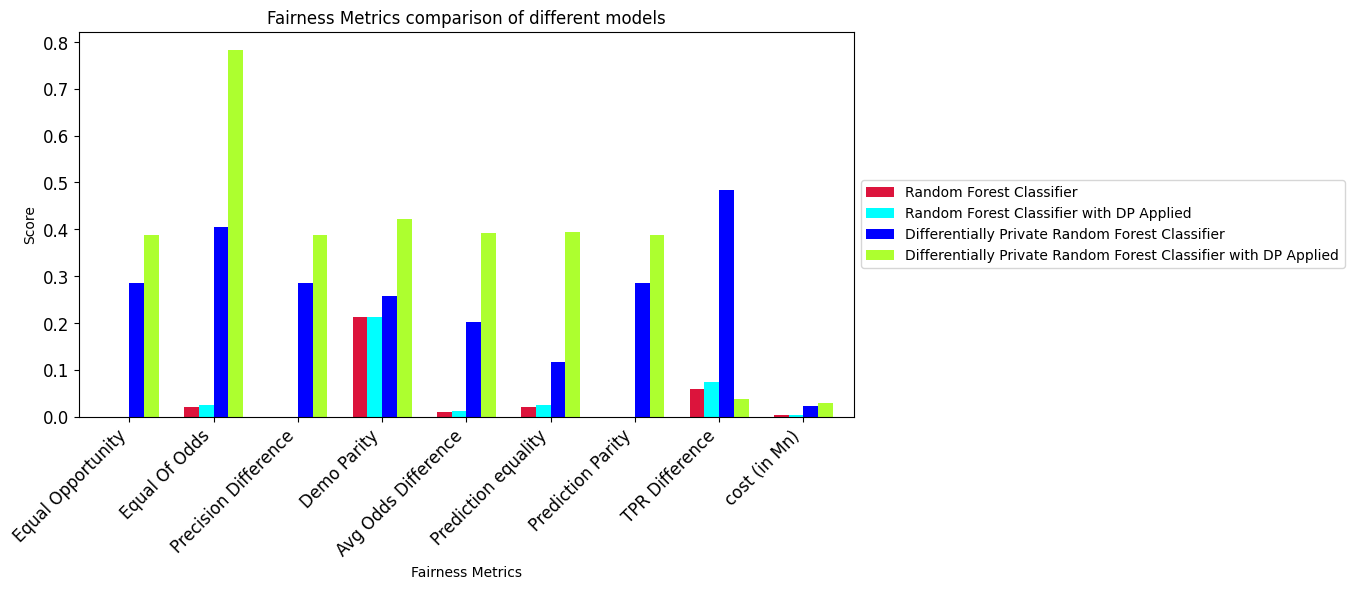 Fairness Metrics comparison of different models
Score
0.8
0.7
0.6
0.5
0.4
0.3
0.2
0.1
0.0
Equal Opportunity
Equal Of Odds
Precision Difference
Demo Parity
Avg Odds Difference
Prediction equality
Prediction Parity
TPR Difference
cost (in Mn)
Fairness Metrics
Random Forest Classifier
Random Forest Classifier with DP Applied
Differentially Private Random Forest Classifier
Differentially Private Random Forest Classifier with DP Applied